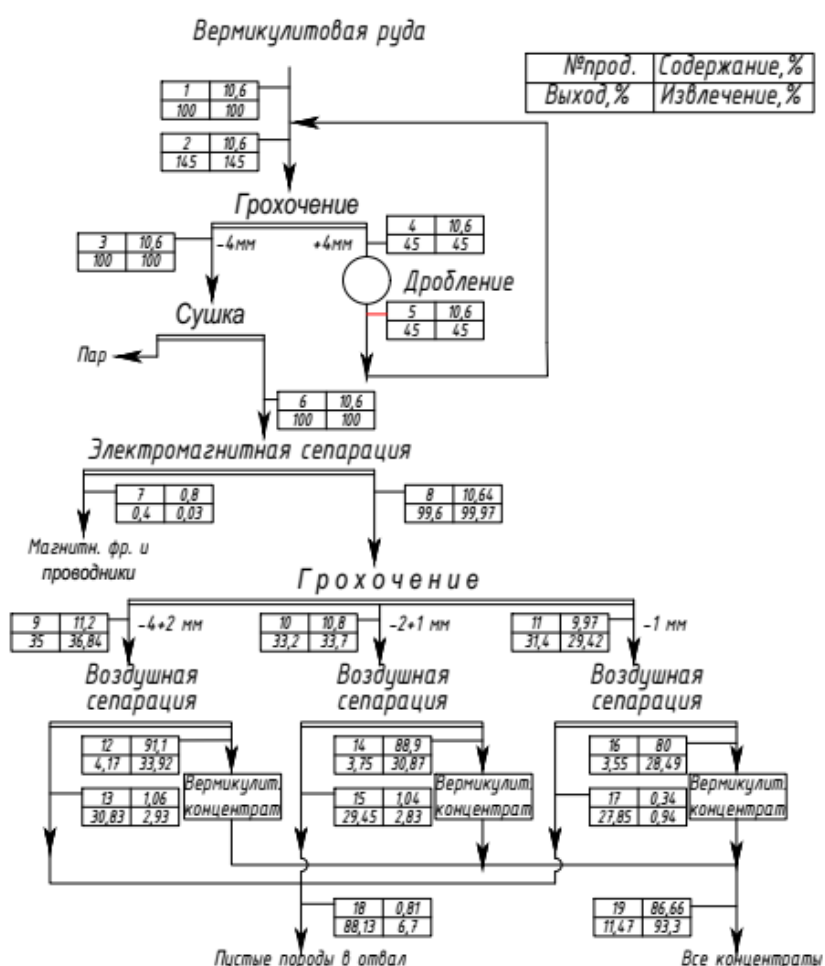 Вермикулитовая руда
№прод. Содержание,%
Выход,% Извлечение,%
1 10,6
100 100
2 10,6
145 145
Грохочение
3 10,6
100 100
-4мм
+4мм
4 10,6
45 45
Дробление
5 10,6
45 45
Сушка
Пар
6 10,6
100 100
Электромагнитная сепарация
7 0,8
0,4 0,03
8 10,64
99,6 99,97
Магнитн. фр. и
проводники
Грохочение
9 11,2
35 36,84
-4+2 мм
10 10,8
33,2 33,7
-2+1 мм
11 9,97
31,4 29,42
-1 мм
Воздушная
сепарация
Воздушная
сепарация
Воздушная
сепарация
12 91,1
4,17 33,92
13 1,06
30,83 2,93
Вермикулит.
концентрат
14 88,9
3,75 30,87
15 1,04
29,45 2,83
Вермикулит.
концентрат
16 80
3,55 28,49
17 0,34
27,85 0,94
Вермикулит.
концентрат
18 0,81
88,13 6,7
19 86,66
11,47 93,3
Пистые породы в отвал
Все концентраты